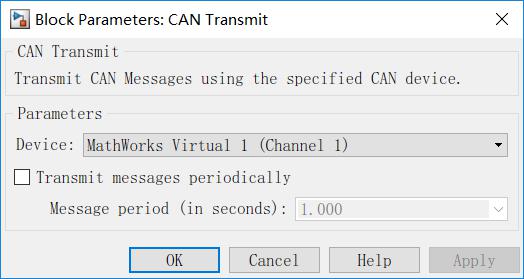 Block Parameters: CAN Transmit
CAN Transmit
Transmit CAN Messages using the specified CAN device.
Parameters
Device: MathWorks Virtual 1 (Channel 1)
Transmit messages periodically
Message period (in seconds): 1.000
OK Cancel Help Apply